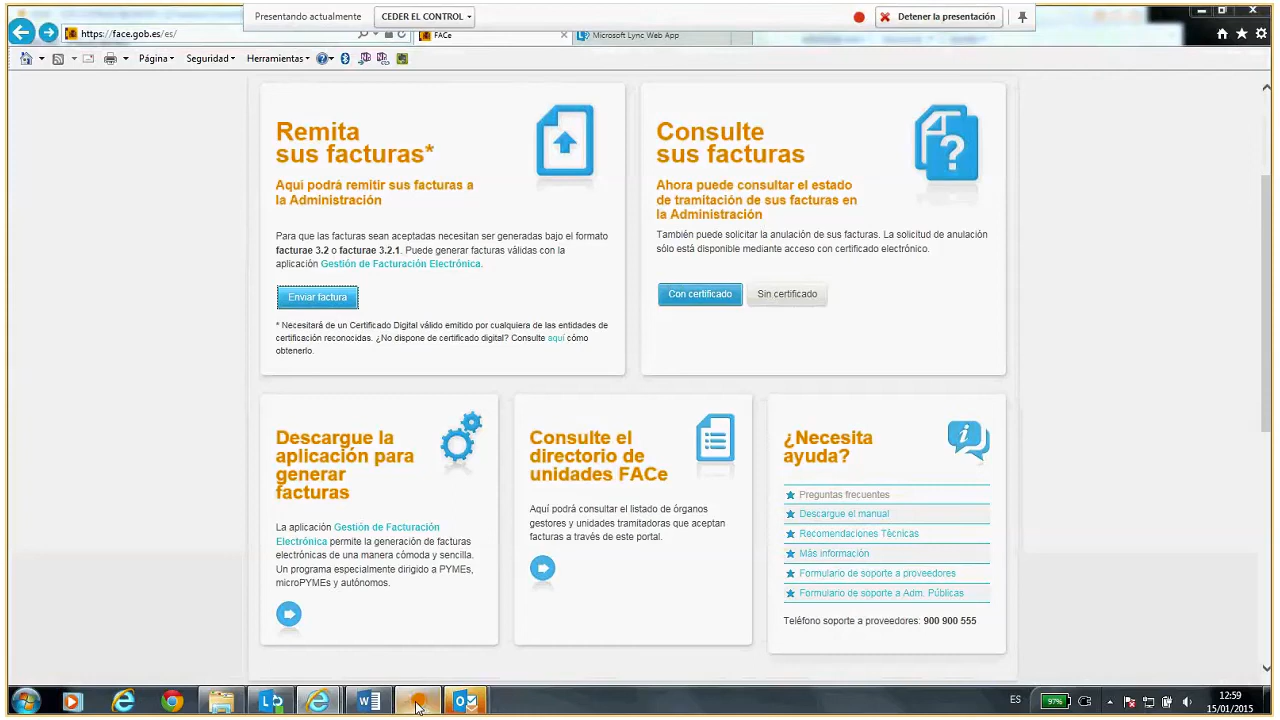 Presentando actualmente
CEDER EL CONTROL
Detener la presentación
https://face.gob.es/es/
FACe
Microsoft Lync Web App
Página
Seguridad
Herramientas
Remita
sus facturas*
Aquí podrá remitir sus facturas a
la Administración
Para que las facturas sean aceptadas necesitan ser generadas bajo el formato
facturae 3.2 o facturae 3.2.1. Puede generar facturas válidas con la
aplicación Gestión de Facturación Electrónica.
Enviar factura
* Necesitará de un Certificado Digital válido emitido por cualquiera de las entidades de
certificación reconocidas. ¿No dispone de certificado digital? Consulte aquí cómo
obtenerlo.
Consulte
sus facturas
Ahora puede consultar el estado
de tramitación de sus facturas en
la Administración
También puede solicitar la anulación de sus facturas. La solicitud de anulación
sólo está disponible mediante acceso con certificado electrónico.
Con certificado
Sin certificado
Descargue la
aplicación para
generar
facturas
La aplicación Gestión de Facturación
Electrónica permite la generación de facturas
electrónicas de una manera cómoda y sencilla.
Un programa especialmente dirigido a PYMEs,
microPYMEs y autónomos.
Consulte el
directorio de
unidades FACe
Aquí podrá consultar el listado de órganos
gestores y unidades tramitadoras que aceptan
facturas a través de este portal.
¿Necesita
ayuda?
Preguntas frecuentes
Descargue el manual
Recomendaciones Técnicas
Más información
Formulario de soporte a proveedores
Formulario de soporte a Adm. Públicas
Teléfono soporte a proveedores: 900 900 555
ES
97%
12:59
15/01/2015